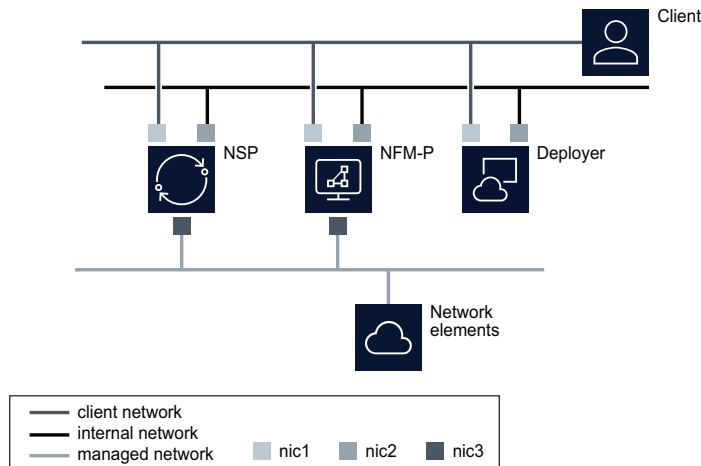 Client
NSP
NFM-P
Deployer
Network
elements
client network
internal network
managed network
nic1
nic2
nic3